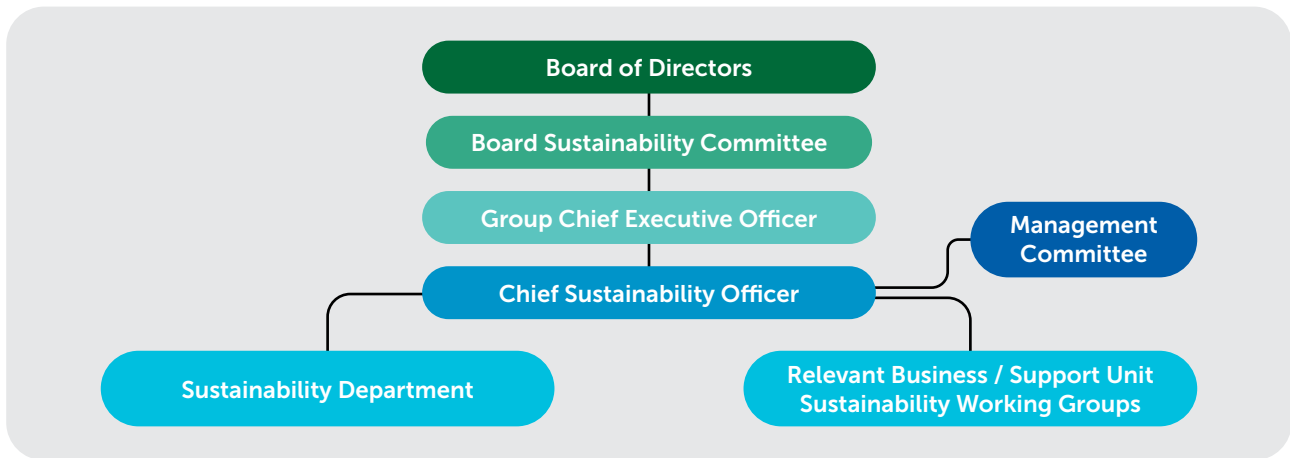 Board of Directors
Board Sustainability Committee
Group Chief Executive Officer
Management
Committee
Chief Sustainability Officer
Sustainability Department
Relevant Business / Support Unit
Sustainability Working Groups